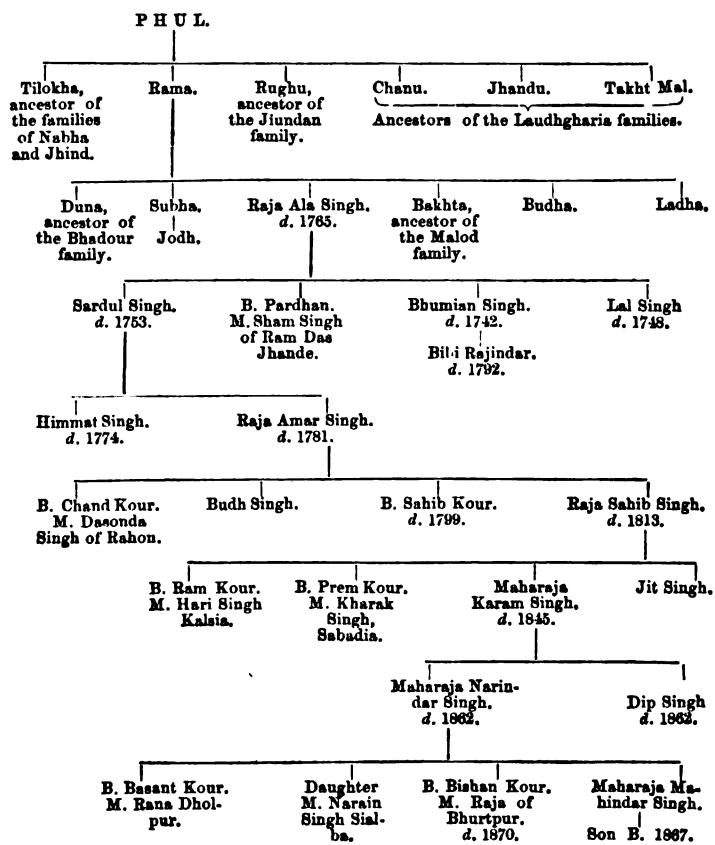 PHUL.
Tilokha,
ancestor of
the families
of Nabha
and Jhind.
Rama.
Rughu,
ancestor of
the Jiundan
family.
Chanu.
Jhandu.
Takht Mal.
Ancestors of the Laudhgharia families.
Duna,
ancestor of
the Bhadour
family.
Subha.
Jodh.
Raja Ala Singh.
d. 1765.
Bakhta,
ancestor of
the Malod
family.
Budha.
Ladha.
Sardul Singh.
d. 1753.
B. Pardhan.
M. Sham Singh
of Ram Das
Jhande.
Bhumian Singh.
d. 1742.
Bibi Rajindar.
d. 1792.
Lal Singh
d. 1748.
Himmat Singh.
d. 1774.
Raja Amar Singh.
d. 1781.
B. Chand Kour.
M. Dasonda
Singh of Rahon.
Budh Singh.
B. Sahib Kour.
d. 1799.
Raja Sahib Singh.
d. 1813.
B. Ram Kour.
M. Hari Singh
Kalsia.
B. Prem Kour.
M. Kharak
Singh,
Sabadia.
Maharaja
Karam Singh.
d. 1845.
Jit Singh.
Maharaja Narin-
dar Singh.
d. 1862.
Dip Singh
d. 1862.
B. Basant Kour.
M. Rana Dhol-
pur.
Daughter
M. Narain
Singh Sial-
ba.
B. Bishan Kour.
M. Raja of
Bhurtpur.
d. 1870.
Maharaja Ma-
hindar Singh.
Son B. 1867.